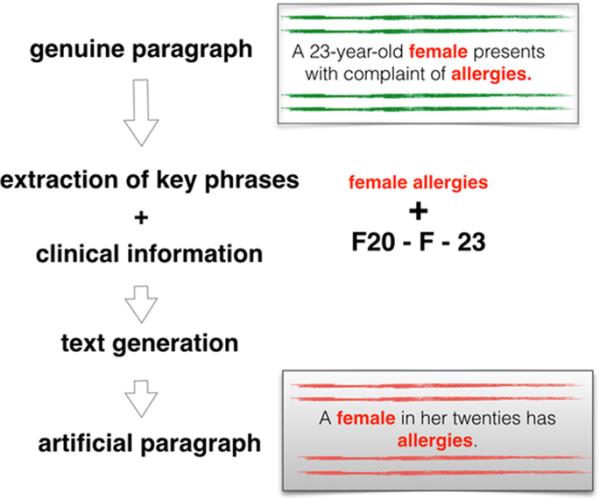 genuine paragraph
A 23-year-old female presents
with complaint of allergies.
extraction of key phrases
+
clinical information
female allergies
+
F20 - F - 23
text generation
artificial paragraph
A female in her twenties has
allergies.